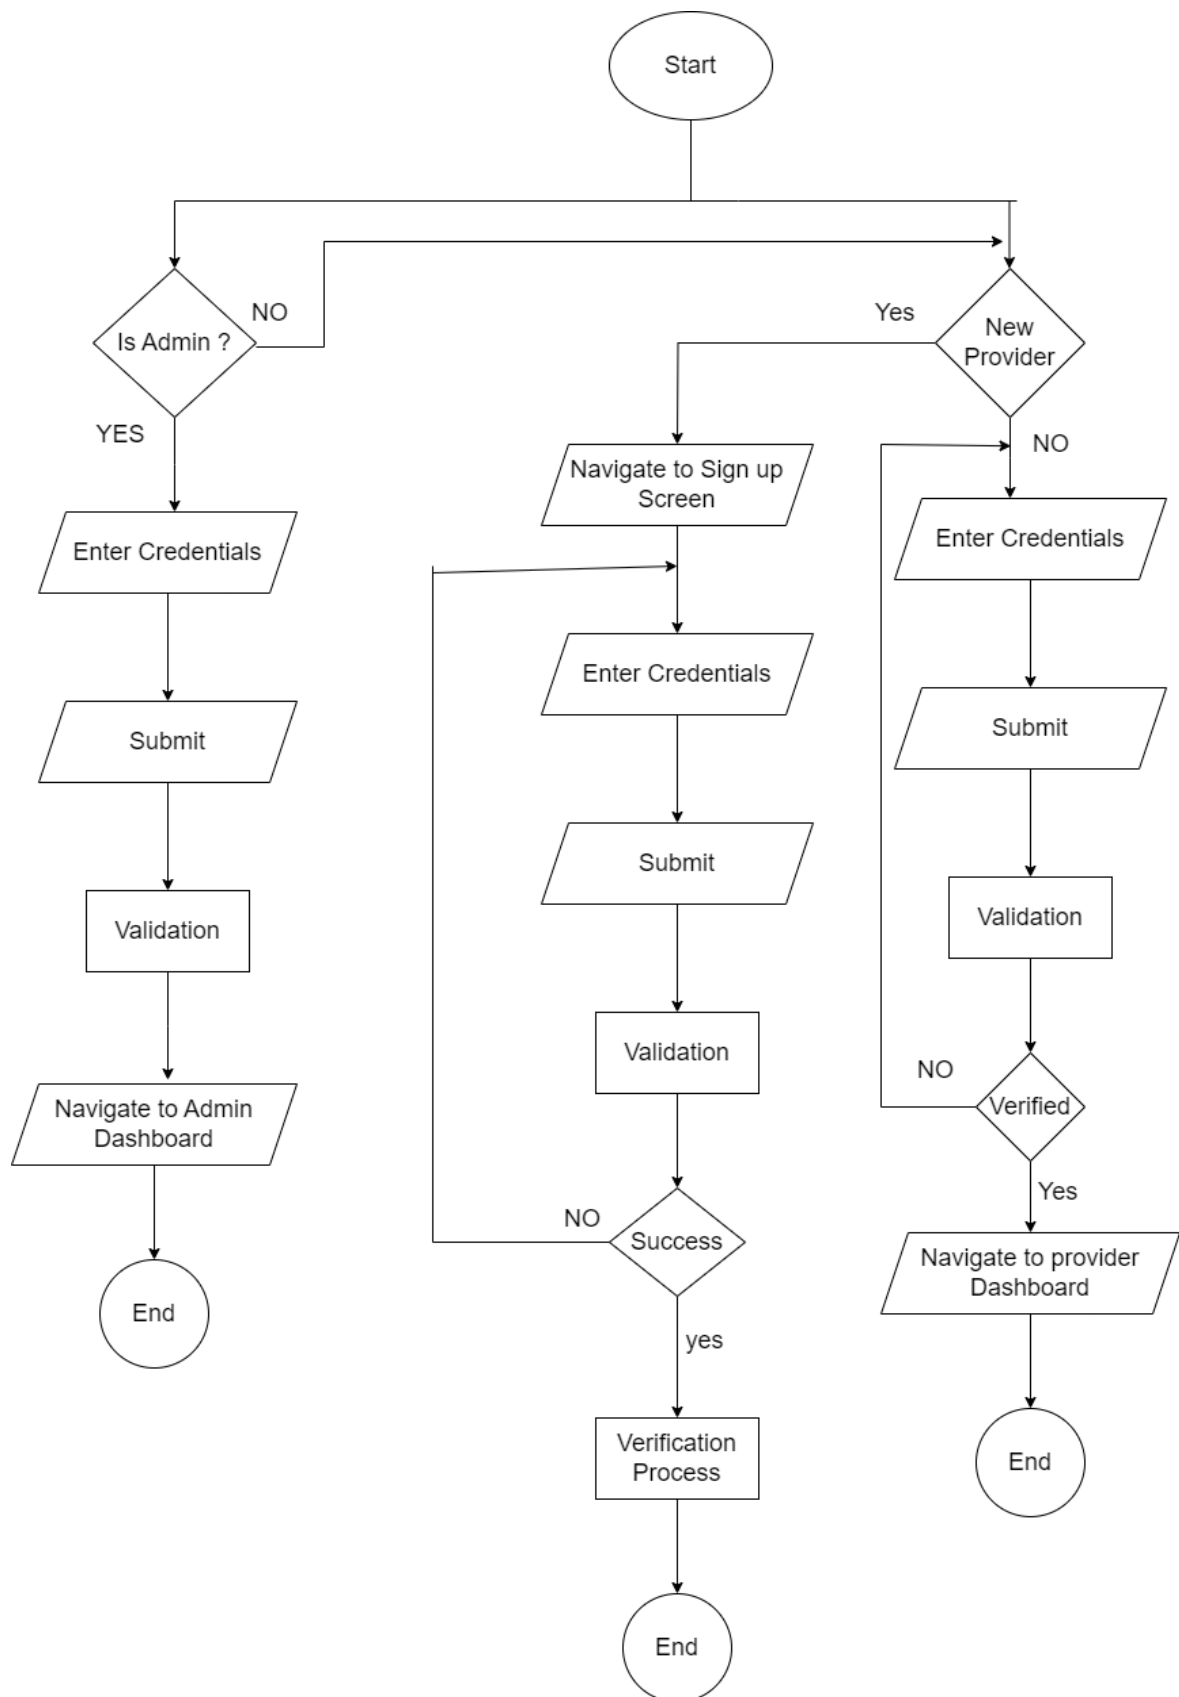 Start
NO
Is Admin ?
YES
Enter Credentials
Submit
Validation
Navigate to Admin
Dashboard
End
Yes
New
Provider
Navigate to Sign up
Screen
Enter Credentials
Submit
Validation
NO
Success
yes
Verification
Process
End
NO
Enter Credentials
Submit
Validation
NO
Verified
Yes
Navigate to provider
Dashboard
End